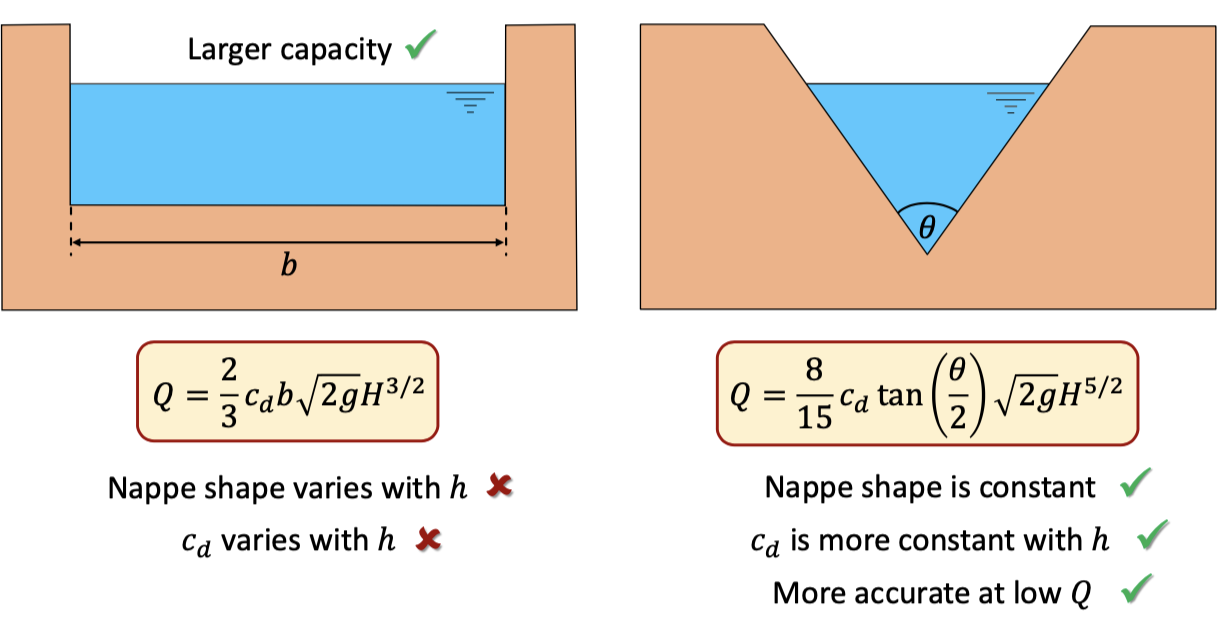 Larger capacity ✓
b
Q = \frac{2}{3} c_d b \sqrt{2g} H^{3/2}
Nappe shape varies with h ✘
c_d varies with h ✘
θ
Q = \frac{8}{15} c_d \tan\left(\frac{θ}{2}\right) \sqrt{2g} H^{5/2}
Nappe shape is constant ✓
c_d is more constant with h ✓
More accurate at low Q ✓